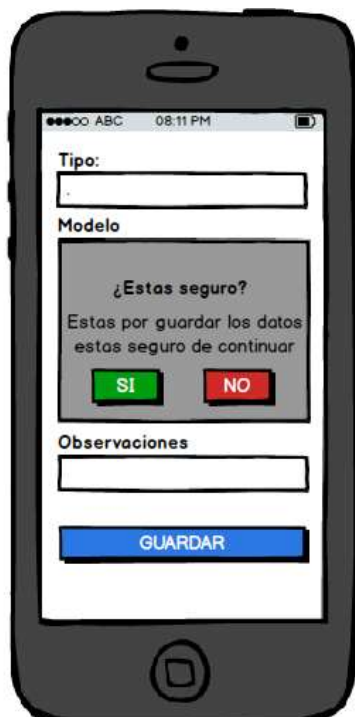 ABC 08:11 PM
Tipo:
.
Modelo
¿Estas seguro?
Estas por guardar los datos
estas seguro de continuar
SI NO
Observaciones
GUARDAR